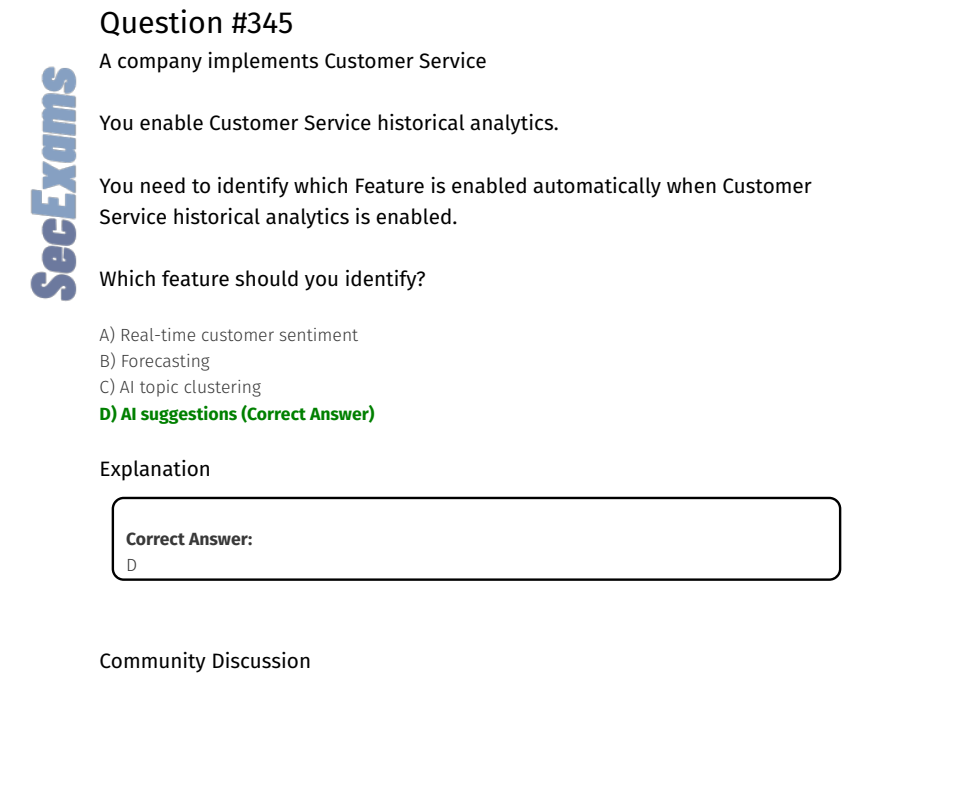 Question #345
A company implements Customer Service
You enable Customer Service historical analytics.
You need to identify which Feature is enabled automatically when Customer
Service historical analytics is enabled.
Which feature should you identify?
A) Real-time customer sentiment
B) Forecasting
C) AI topic clustering
D) AI suggestions (Correct Answer)
Explanation
Correct Answer:
D
Community Discussion
SecExams